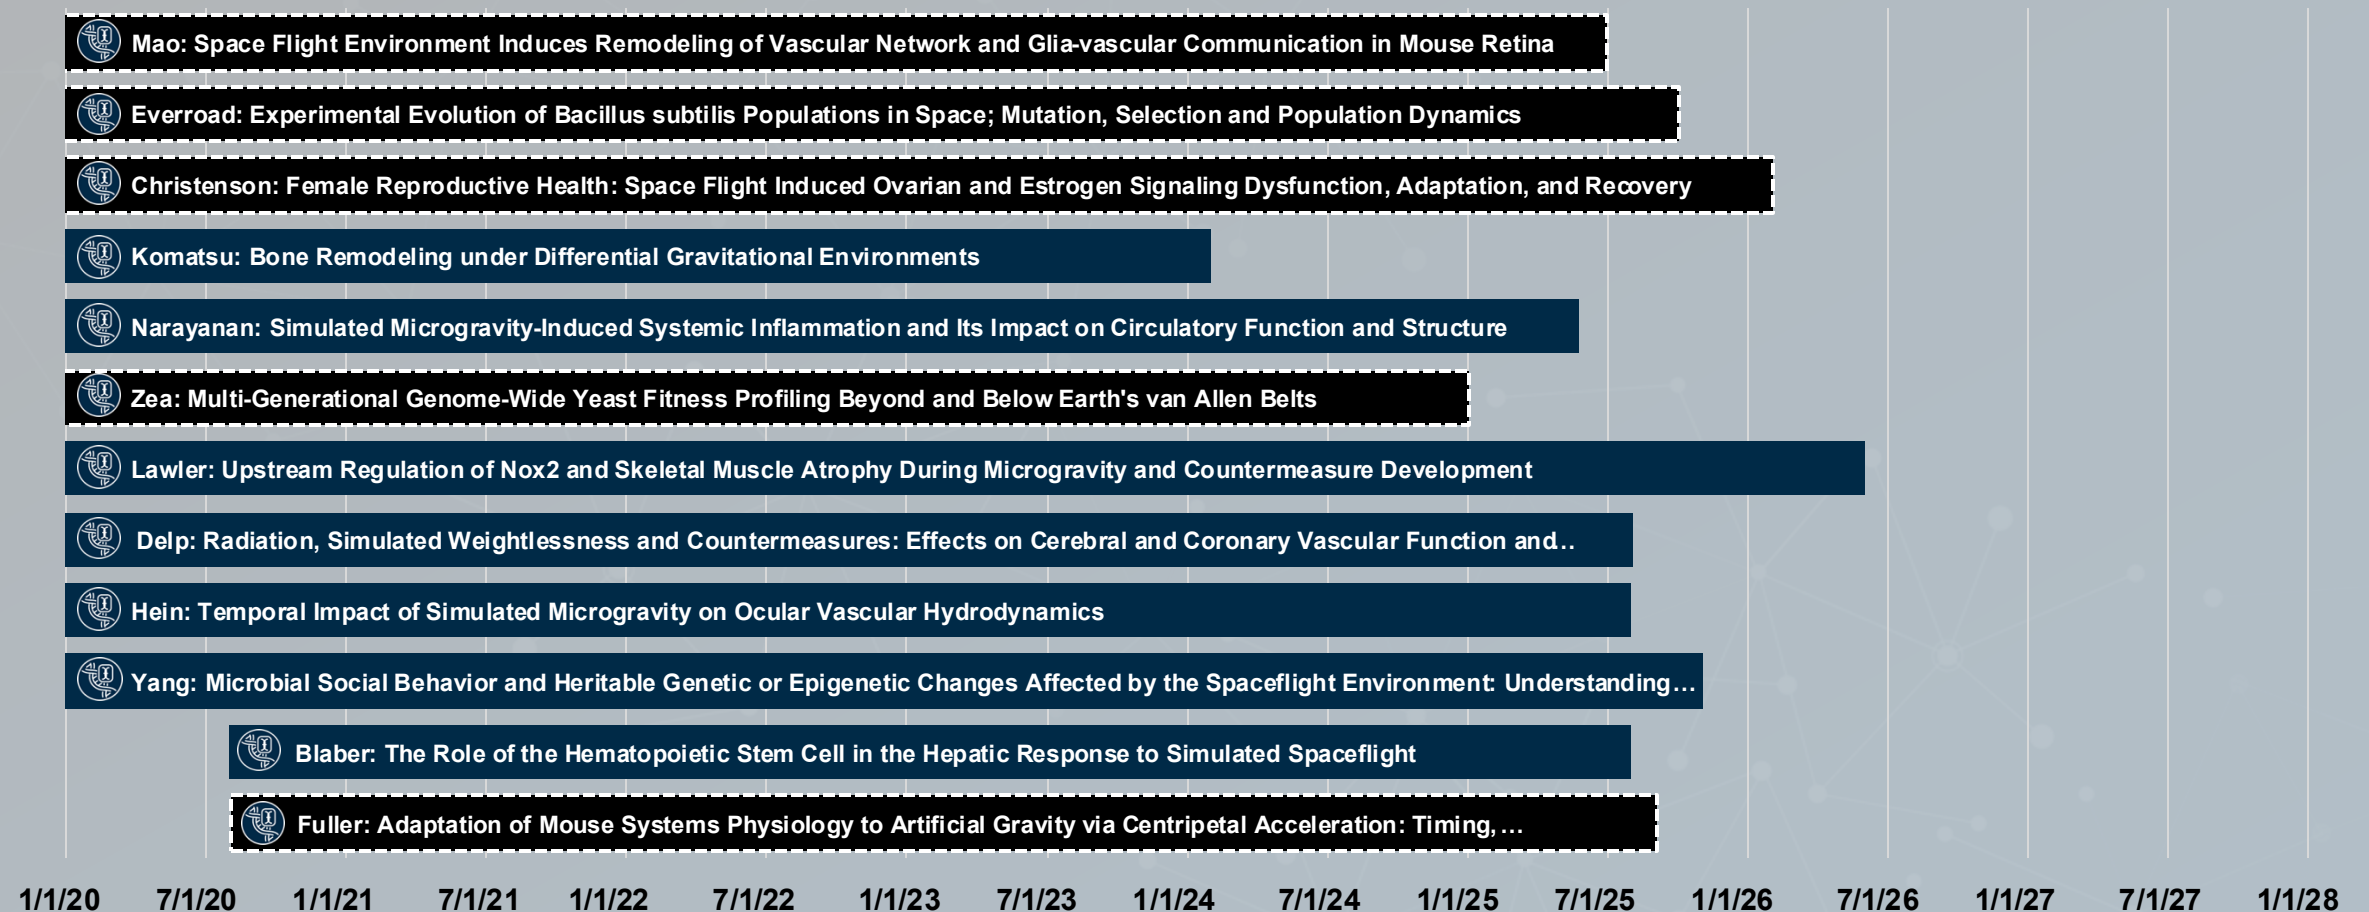 Mao: Space Flight Environment Induces Remodeling of Vascular Network and Glia-vascular Communication in Mouse Retina
Everroad: Experimental Evolution of Bacillus subtilis Populations in Space; Mutation, Selection and Population Dynamics
Christenson: Female Reproductive Health: Space Flight Induced Ovarian and Estrogen Signaling Dysfunction, Adaptation, and Recovery
Komatsu: Bone Remodeling under Differential Gravitational Environments
Narayanan: Simulated Microgravity-Induced Systemic Inflammation and Its Impact on Circulatory Function and Structure
Zea: Multi-Generational Genome-Wide Yeast Fitness Profiling Beyond and Below Earth's van Allen Belts
Lawler: Upstream Regulation of Nox2 and Skeletal Muscle Atrophy During Microgravity and Countermeasure Development
Delp: Radiation, Simulated Weightlessness and Countermeasures: Effects on Cerebral and Coronary Vascular Function and..
Hein: Temporal Impact of Simulated Microgravity on Ocular Vascular Hydrodynamics
Yang: Microbial Social Behavior and Heritable Genetic or Epigenetic Changes Affected by the Spaceflight Environment: Understanding...
Blaber: The Role of the Hematopoietic Stem Cell in the Hepatic Response to Simulated Spaceflight
Fuller: Adaptation of Mouse Systems Physiology to Artificial Gravity via Centripetal Acceleration: Timing, ...
1/1/20 7/1/20 1/1/21 7/1/21 1/1/22 7/1/22 1/1/23 7/1/23 1/1/24 7/1/24 1/1/25 7/1/25 1/1/26 7/1/26 1/1/27 7/1/27 1/1/28